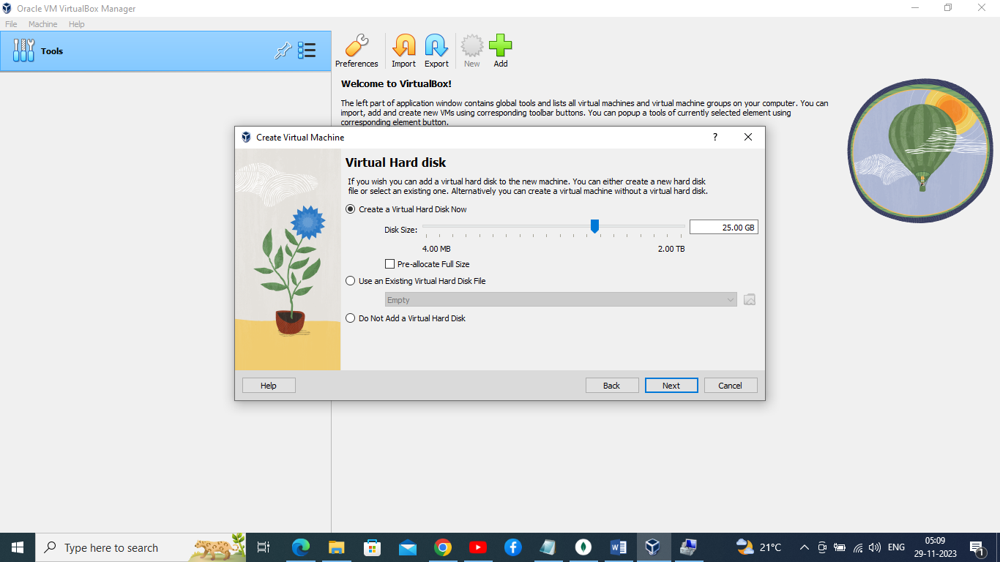 Oracle VM VirtualBox Manager
File Machine Help
Tools
Preferences Import Export New Add
Welcome to VirtualBox!
The left part of application window contains global tools and lists all virtual machines and virtual machine groups on your computer. You can
import, add and create new VMs using corresponding toolbar buttons. You can popup a tools of currently selected element using
corresponding element button.
Create Virtual Machine
?
Virtual Hard disk
If you wish you can add a virtual hard disk to the new machine. You can either create a new hard disk
file or select an existing one. Alternatively you can create a virtual machine without a virtual hard disk.
Create a Virtual Hard Disk Now
Disk Size:
25.00 GB
4.00 MB 2.00 TB
Pre-allocate Full Size
Use an Existing Virtual Hard Disk File
Empty
Do Not Add a Virtual Hard Disk
Help Back Next Cancel
Type here to search
21°C
ENG
05:09
29-11-2023
1